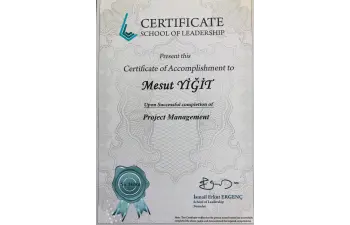 CERTIFICATE
SCHOOL OF LEADERSHIP
Present this
Certificate of Accomplishment to
Mesut YİĞİT
Upon Successful completion of
Project Management
School
İsmail Erkut ERGENÇ
School of Leadership